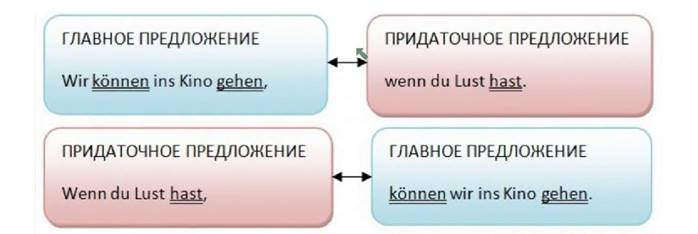 ГЛАВНОЕ ПРЕДЛОЖЕНИЕ
Wir können ins Kino gehen,
ПРИДАТОЧНОЕ ПРЕДЛОЖЕНИЕ
wenn du Lust hast.
ПРИДАТОЧНОЕ ПРЕДЛОЖЕНИЕ
Wenn du Lust hast,
ГЛАВНОЕ ПРЕДЛОЖЕНИЕ
können wir ins Kino gehen.